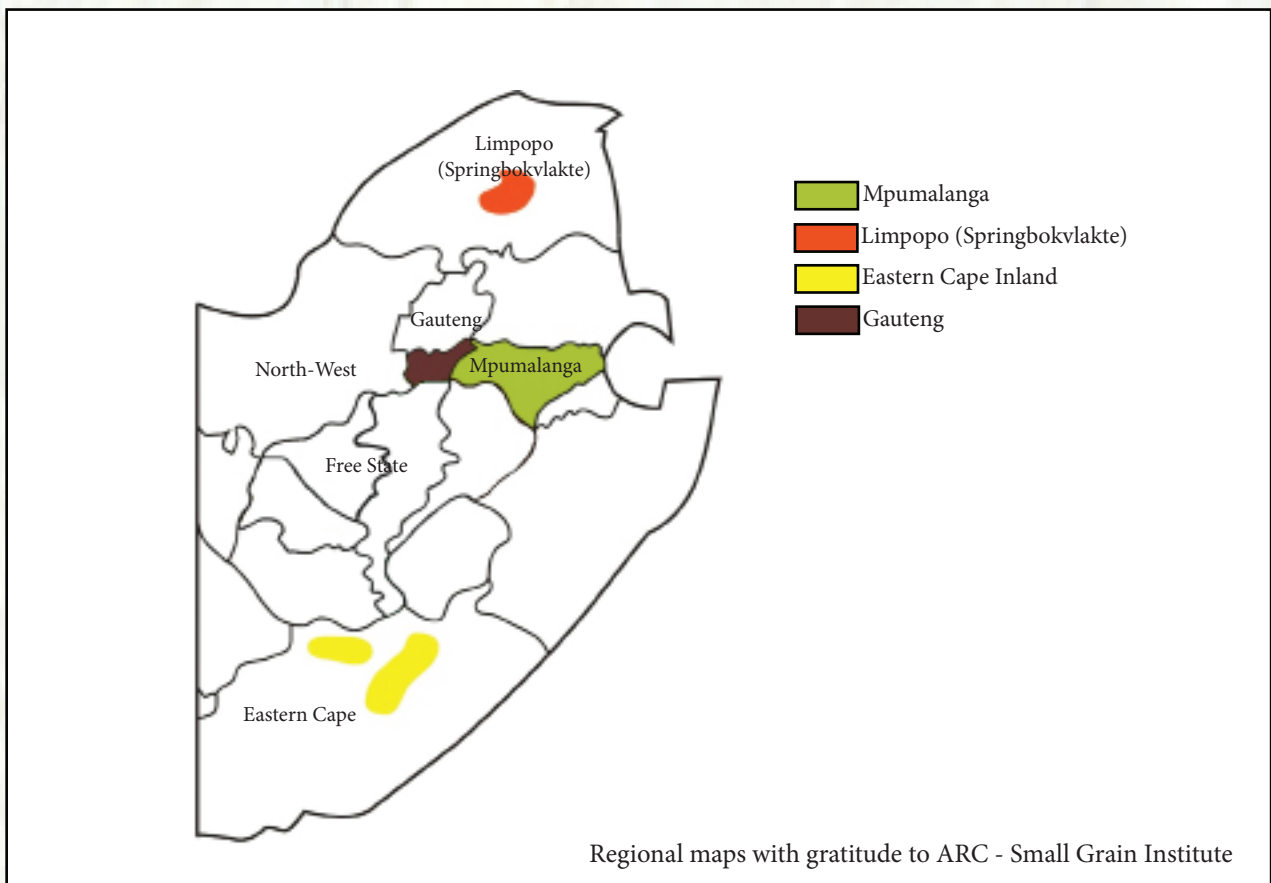 Limpopo
(Springbokvlakte)
Gauteng
North-West
Mpumalanga
Free State
Eastern Cape
Mpumalanga
Limpopo (Springbokvlakte)
Eastern Cape Inland
Gauteng
Regional maps with gratitude to ARC - Small Grain Institute